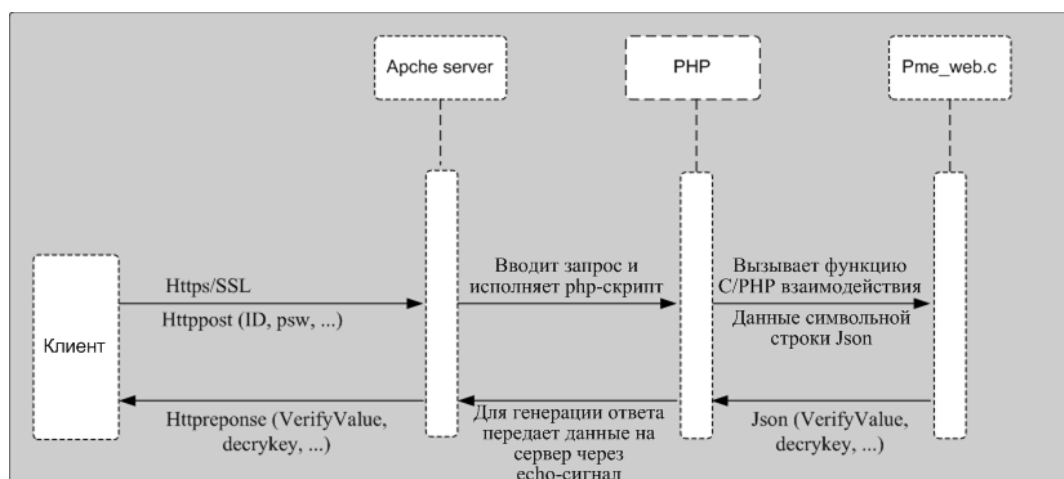 Apche server
PHP
Pme_web.c
Клиент
Https/SSL
Httppost (ID, psw, ...)
Вводит запрос и
исполняет php-скрипт
Вызывает функцию
C/PHP взаимодействия
Данные символьной
строки Json
Httpreponse (VerifyValue,
decrykey, ...)
Для генерации ответа
передает данные на
сервер через
echo-сигнал
Json (VerifyValue,
decrykey, ...)